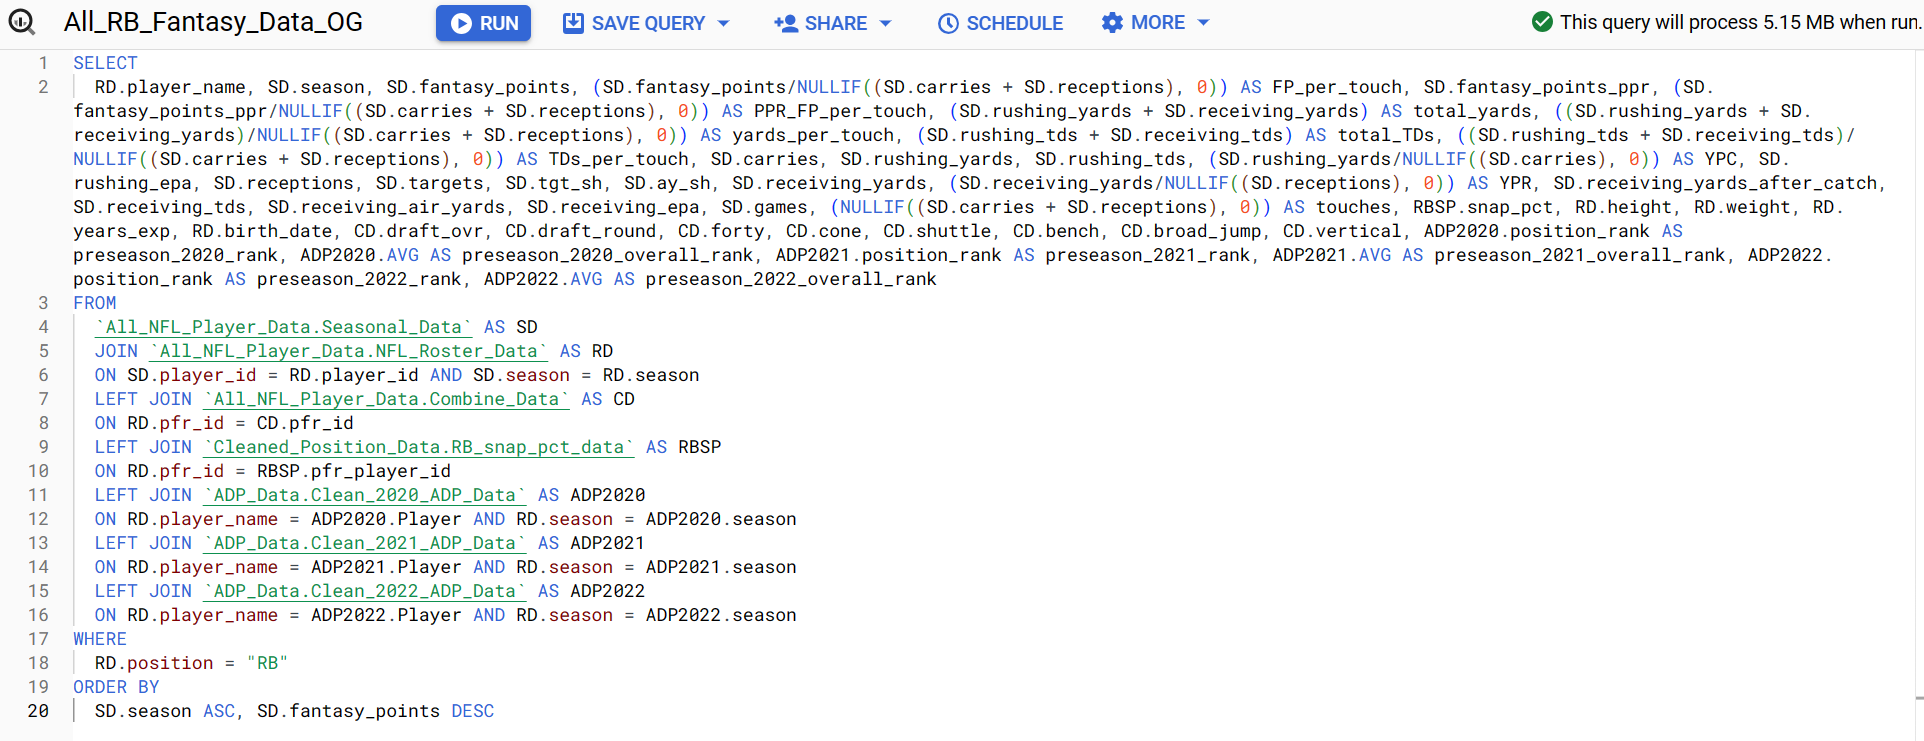 All_RB_Fantasy_Data_OG RUN SAVE QUERY SHARE SCHEDULE MORE This query will process 5.15 MB when run.
1 SELECT
2 RD.player_name, SD.season, SD.fantasy_points, (SD.fantasy_points/NULLIF((SD.carries + SD.receptions), 0)) AS FP_per_touch, SD.fantasy_points_ppr, (SD.
fantasy_points_ppr/NULLIF((SD.carries + SD.receptions), 0)) AS PPR_FP_per_touch, (SD.rushing_yards + SD.receiving_yards) AS total_yards, ((SD.rushing_yards + SD.
receiving_yards)/NULLIF((SD.carries + SD.receptions), 0)) AS yards_per_touch, (SD.rushing_tds + SD.receiving_tds) AS total_TDs, ((SD.rushing_tds + SD.receiving_tds)/
NULLIF((SD.carries + SD.receptions), 0)) AS TDs_per_touch, SD.carries, SD.rushing_yards, SD.rushing_tds, (SD.rushing_yards/NULLIF((SD.carries), 0)) AS YPC, SD.
rushing_epa, SD.receptions, SD.targets, SD.tgt_sh, SD.ay_sh, SD.receiving_yards, (SD.receiving_yards/NULLIF((SD.receptions), 0)) AS YPR, SD.receiving_yards_after_catch,
SD.receiving_tds, SD.receiving_air_yards, SD.receiving_epa, SD.games, (NULLIF((SD.carries + SD.receptions), 0)) AS touches, RBSP.snap_pct, RD.height, RD.weight, RD.
years_exp, RD.birth_date, CD.draft_ovr, CD.draft_round, CD.forty, CD.cone, CD.shuttle, CD.bench, CD.broad_jump, CD.vertical, ADP2020.position_rank AS
preseason_2020_rank, ADP2020.AVG AS preseason_2020_overall_rank, ADP2021.position_rank AS preseason_2021_rank, ADP2021.AVG AS preseason_2021_overall_rank, ADP2022.
position_rank AS preseason_2022_rank, ADP2022.AVG AS preseason_2022_overall_rank
3 FROM
4 `All_NFL_Player_Data.Seasonal_Data` AS SD
5 JOIN `All_NFL_Player_Data.NFL_Roster_Data` AS RD
6 ON SD.player_id = RD.player_id AND SD.season = RD.season
7 LEFT JOIN `All_NFL_Player_Data.Combine_Data` AS CD
8 ON RD.pfr_id = CD.pfr_id
9 LEFT JOIN `Cleaned_Position_Data.RB_snap_pct_data` AS RBSP
10 ON RD.pfr_id = RBSP.pfr_player_id
11 LEFT JOIN `ADP_Data.Clean_2020_ADP_Data` AS ADP2020
12 ON RD.player_name = ADP2020.Player AND RD.season = ADP2020.season
13 LEFT JOIN `ADP_Data.Clean_2021_ADP_Data` AS ADP2021
14 ON RD.player_name = ADP2021.Player AND RD.season = ADP2021.season
15 LEFT JOIN `ADP_Data.Clean_2022_ADP_Data` AS ADP2022
16 ON RD.player_name = ADP2022.Player AND RD.season = ADP2022.season
17 WHERE
18 RD.position = "RB"
19 ORDER BY
20 SD.season ASC, SD.fantasy_points DESC